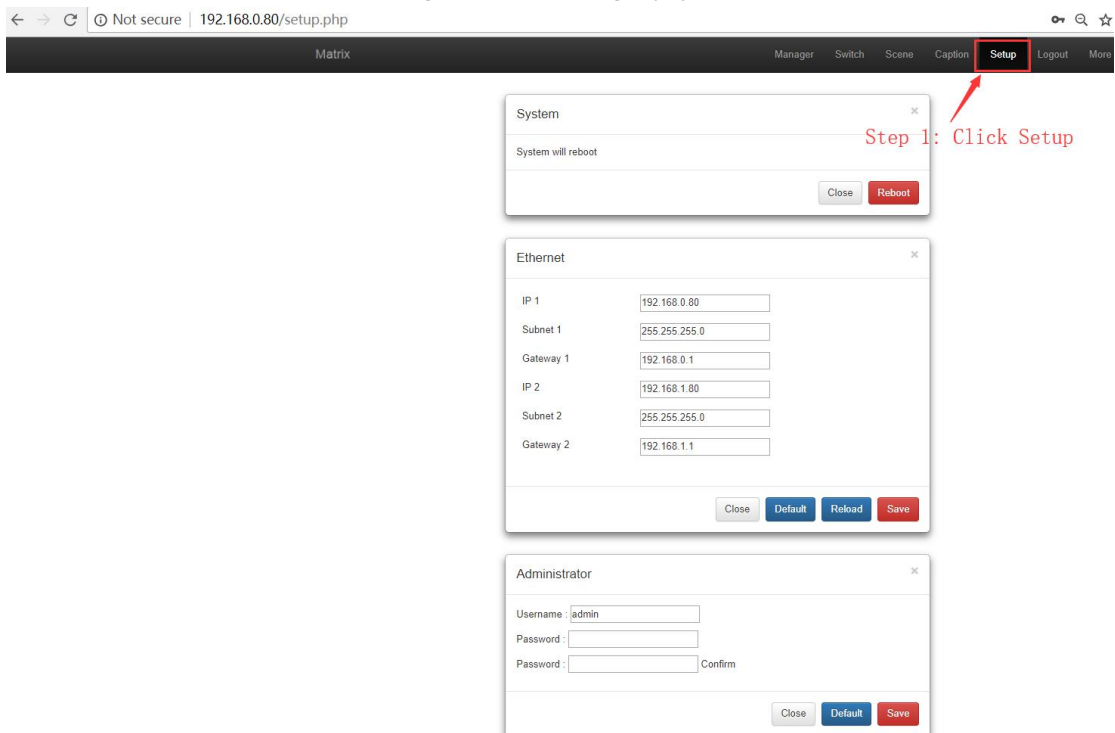 Not secure | 192.168.0.80/setup.php
Matrix Manager Switch Scene Caption Setup Logout More
Step 1: Click Setup
System ×
System will reboot
Close Reboot
Ethernet ×
IP 1 192.168.0.80
Subnet 1 255.255.255.0
Gateway 1 192.168.0.1
IP 2 192.168.1.80
Subnet 2 255.255.255.0
Gateway 2 192.168.1.1
Close Default Reload Save
Administrator ×
Username : admin
Password :
Password : Confirm
Close Default Save